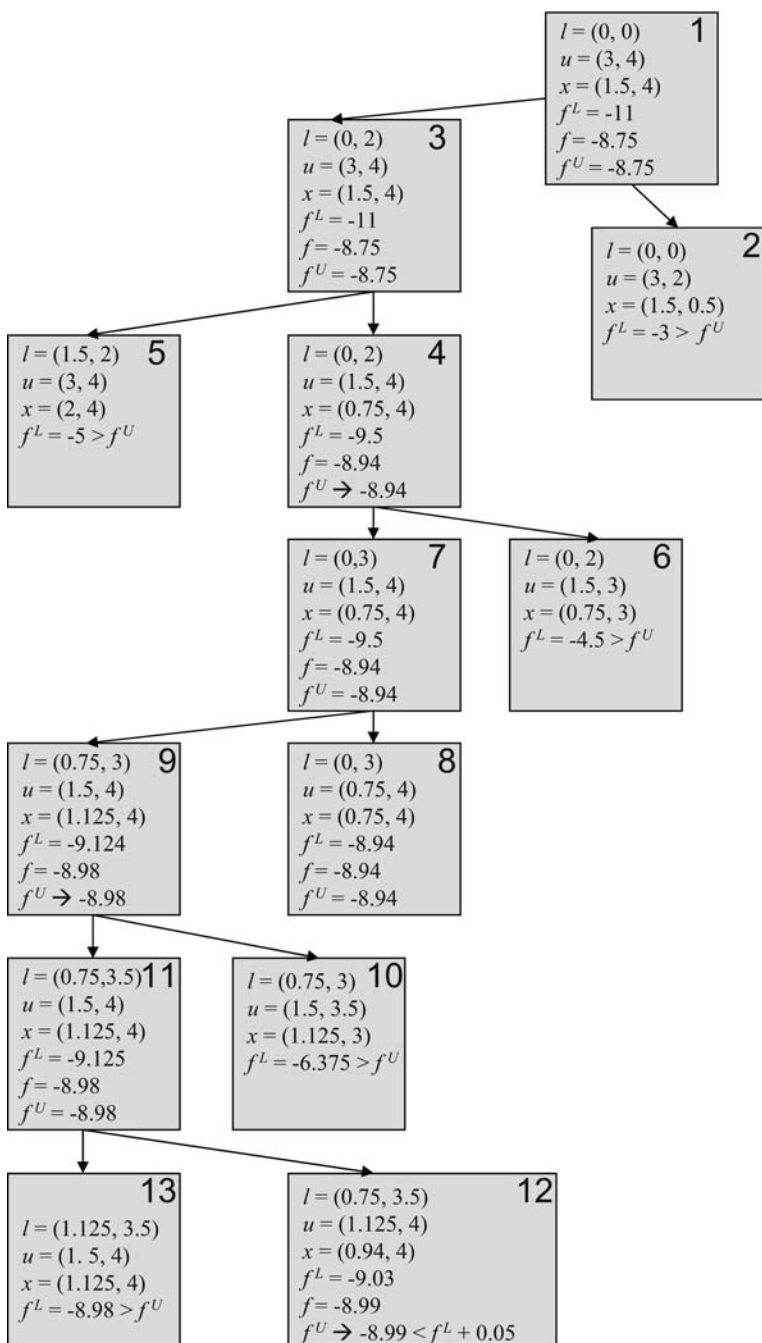 1
l = (0, 0)
u = (3, 4)
x = (1.5, 4)
f^L = -11
f = -8.75
f^U = -8.75
3
l = (0, 2)
u = (3, 4)
x = (1.5, 4)
f^L = -11
f = -8.75
f^U = -8.75
2
l = (0, 0)
u = (3, 2)
x = (1.5, 0.5)
f^L = -3 > f^U
5
l = (1.5, 2)
u = (3, 4)
x = (2, 4)
f^L = -5 > f^U
4
l = (0, 2)
u = (1.5, 4)
x = (0.75, 4)
f^L = -9.5
f = -8.94
f^U → -8.94
7
l = (0,3)
u = (1.5, 4)
x = (0.75, 4)
f^L = -9.5
f = -8.94
f^U = -8.94
6
l = (0, 2)
u = (1.5, 3)
x = (0.75, 3)
f^L = -4.5 > f^U
9
l = (0.75, 3)
u = (1.5, 4)
x = (1.125, 4)
f^L = -9.124
f = -8.98
f^U → -8.98
8
l = (0, 3)
u = (0.75, 4)
x = (0.75, 4)
f^L = -8.94
f = -8.94
f^U = -8.94
11
l = (0.75,3.5)
u = (1.5, 4)
x = (1.125, 4)
f^L = -9.125
f = -8.98
f^U = -8.98
10
l = (0.75, 3)
u = (1.5, 3.5)
x = (1.125, 3)
f^L = -6.375 > f^U
13
l = (1.125, 3.5)
u = (1. 5, 4)
x = (1.125, 4)
f^L = -8.98 > f^U
12
l = (0.75, 3.5)
u = (1.125, 4)
x = (0.94, 4)
f^L = -9.03
f = -8.99
f^U → -8.99 < f^L + 0.05